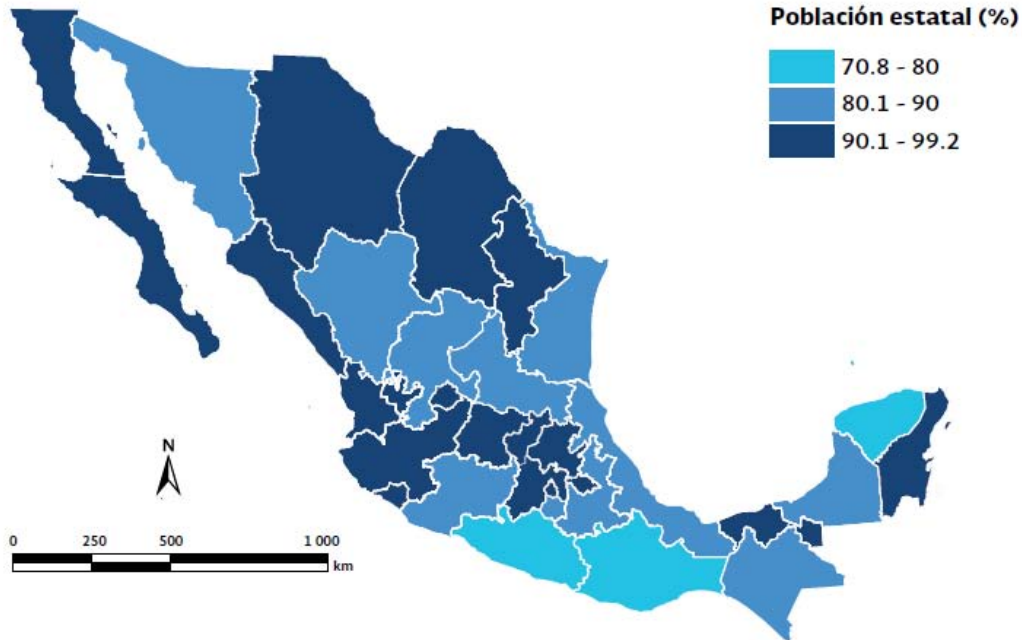 Población estatal (%)
70.8 - 80
80.1 - 90
90.1 - 99.2
N
0 250 500 1 000
km